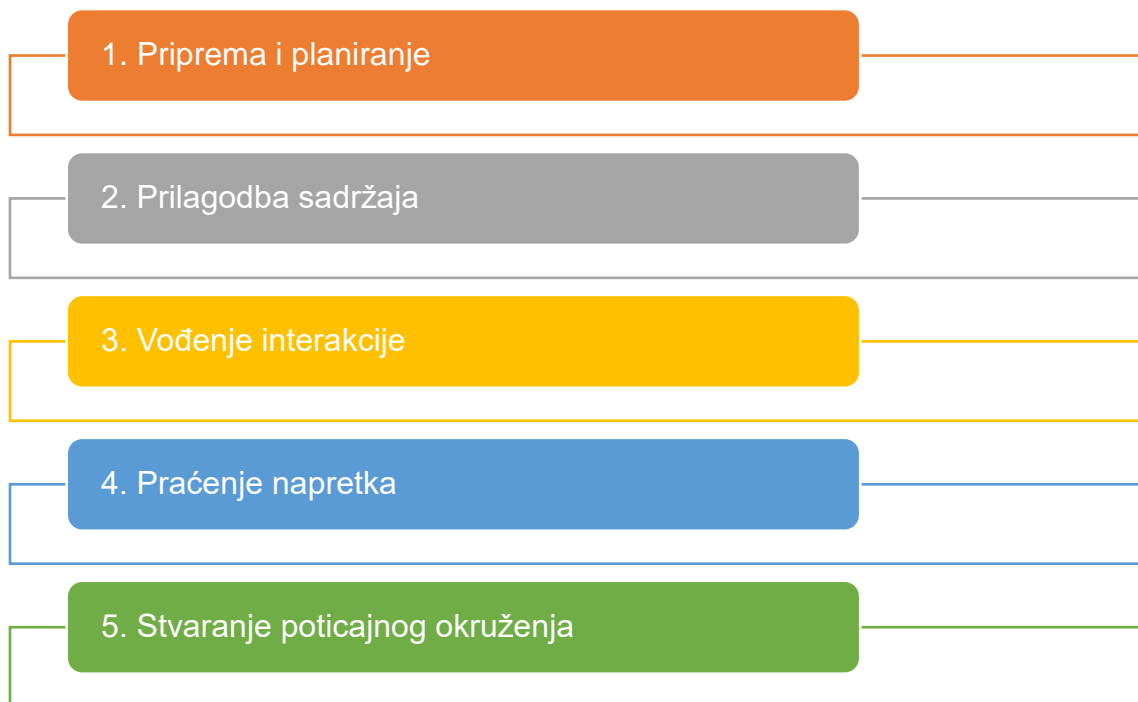 1. Priprema i planiranje
2. Prilagodba sadržaja
3. Vođenje interakcije
4. Praćenje napretka
5. Stvaranje poticajnog okruženja